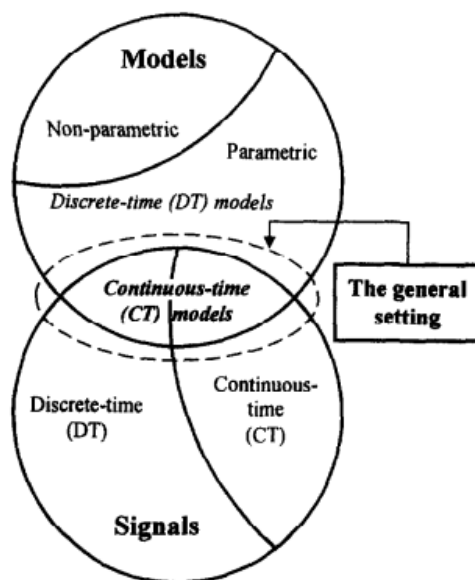 Models
Non-parametric
Parametric
Discrete-time (DT) models
Continuous-time
(CT) models
The general
setting
Discrete-time
(DT)
Continuous-
time
(CT)
Signals